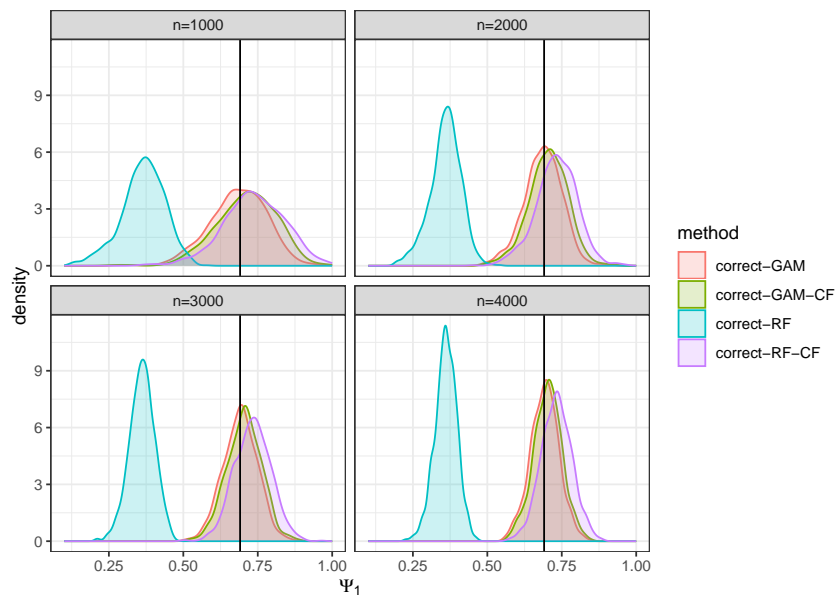 n=1000
n=2000
9
6
3
0
n=3000
n=4000
9
6
3
0
0.25
0.50
0.75
1.00
0.25
0.50
0.75
1.00
Ψ1
density
method
correct−GAM
correct−GAM−CF
correct−RF
correct−RF−CF